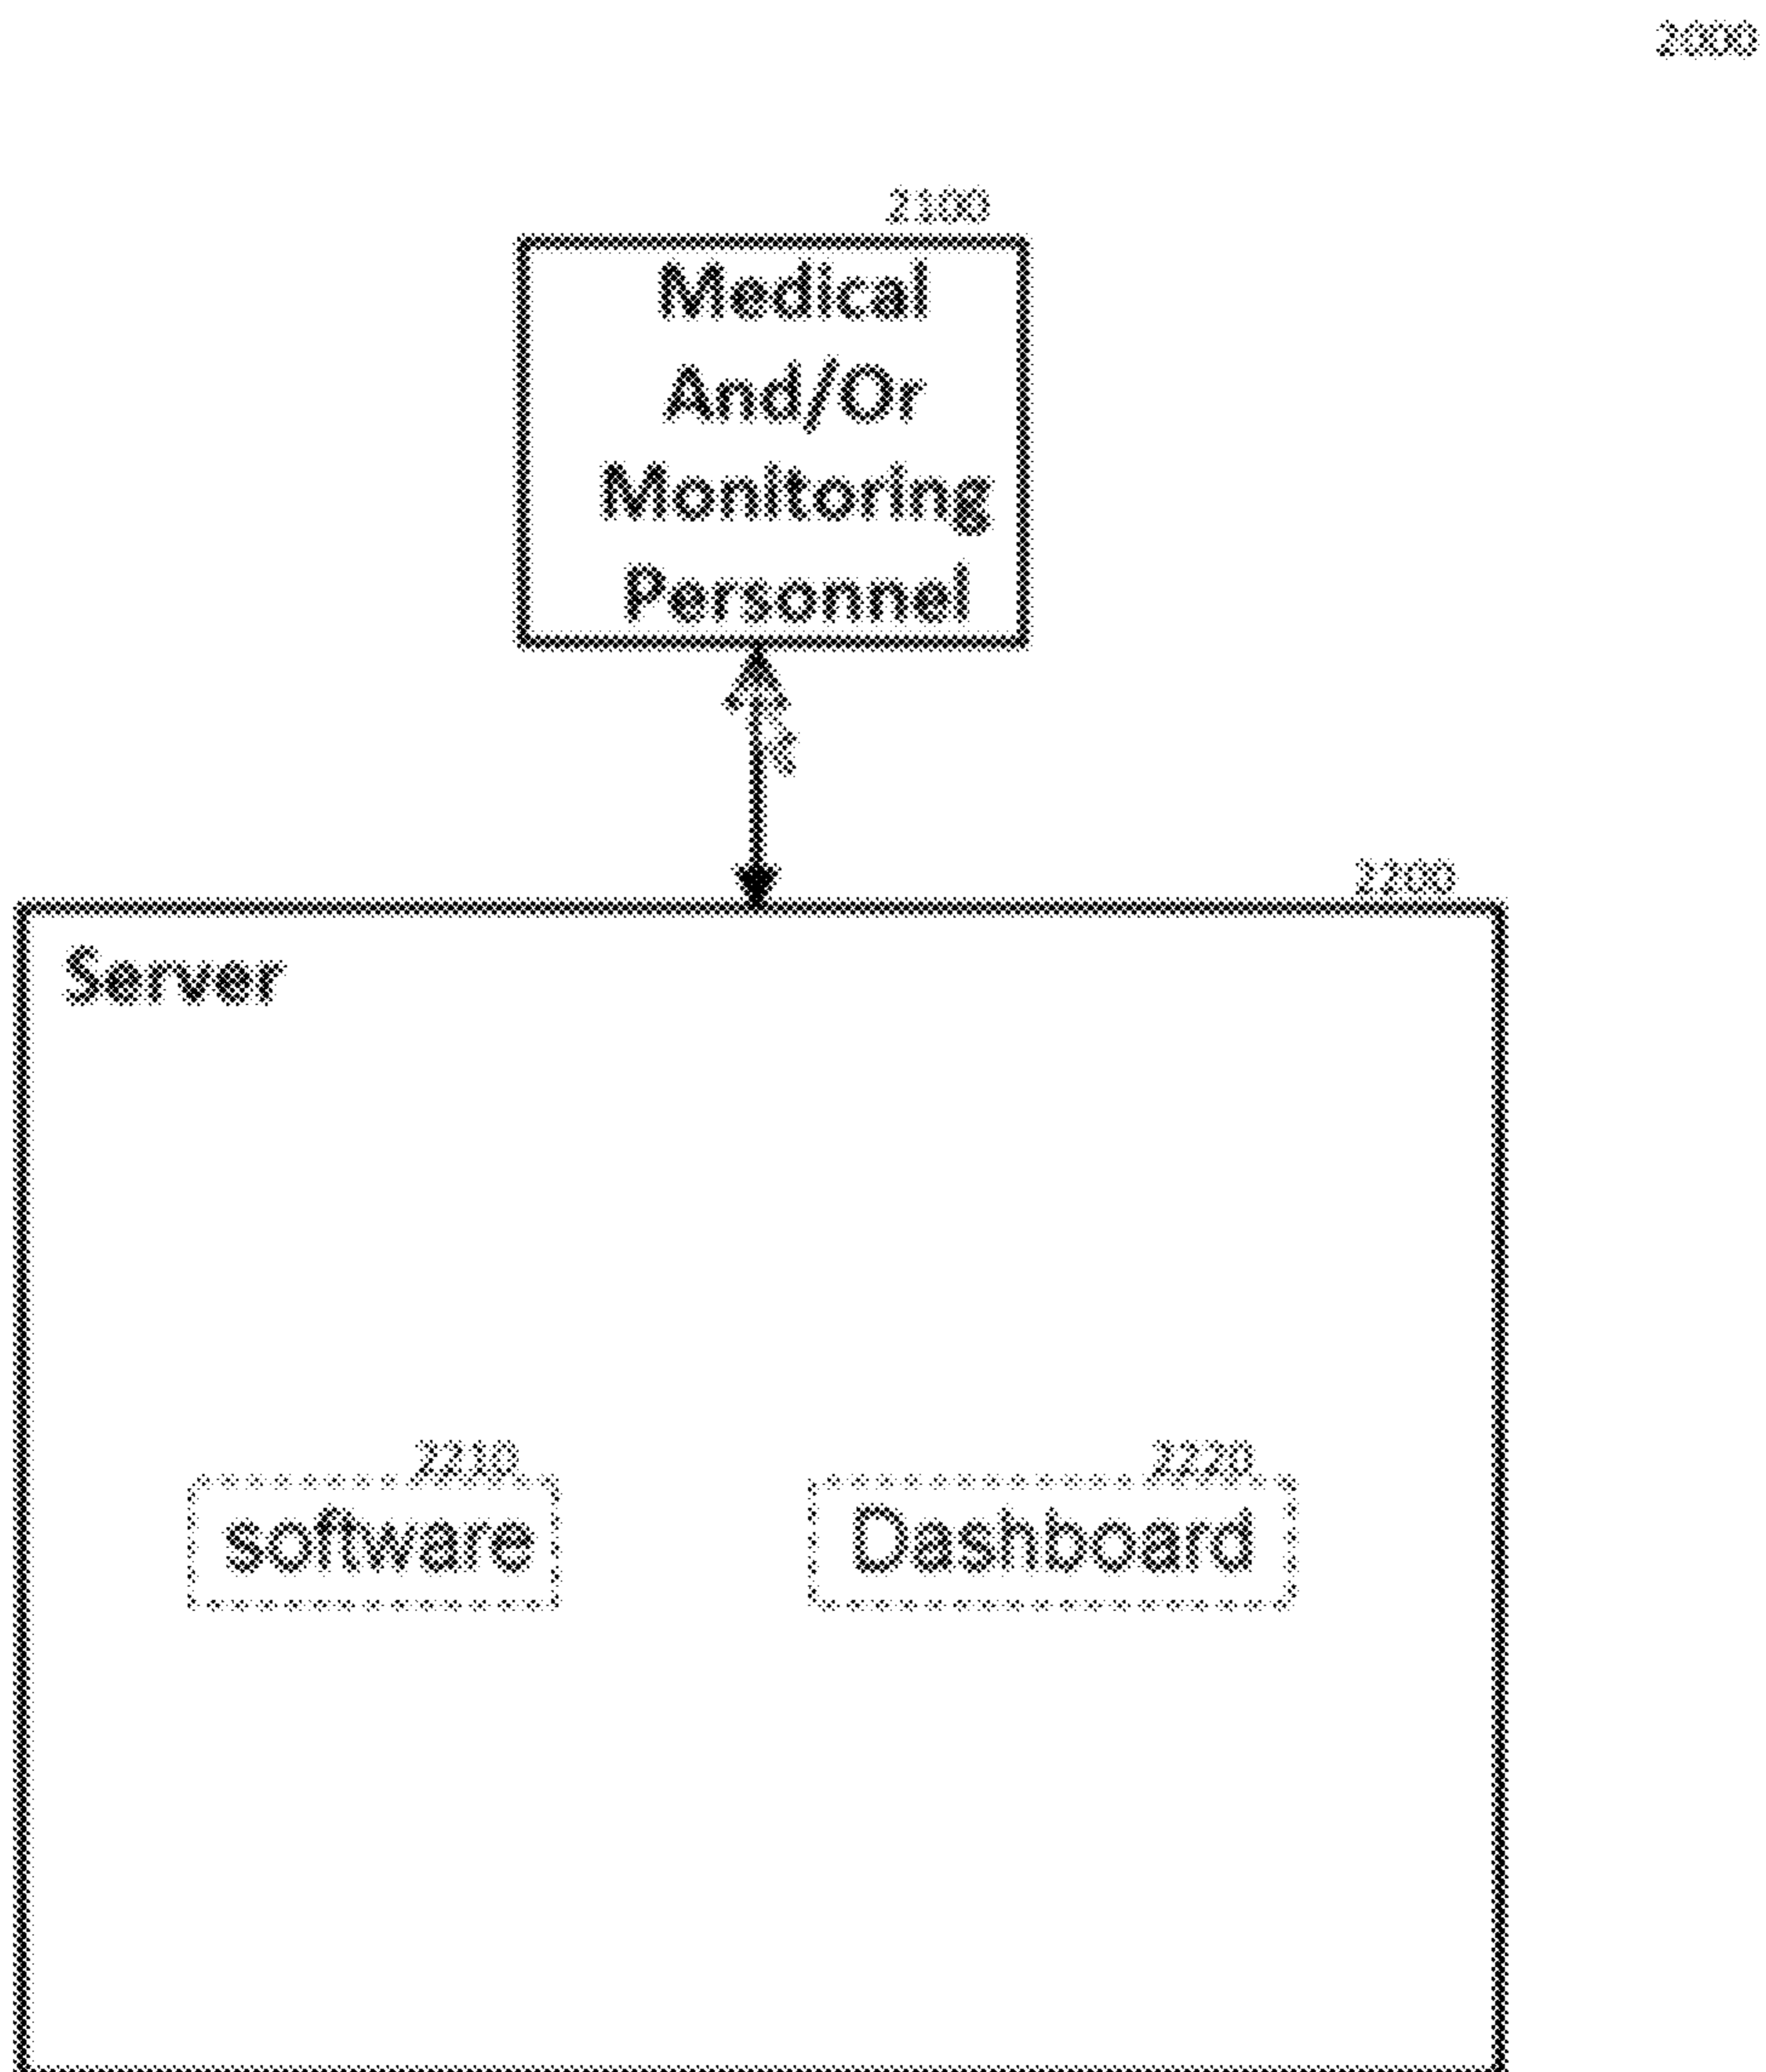 2000
2100
Medical
And/Or
Monitoring
Personnel
2200
Server
2210
software
2220
Dashboard